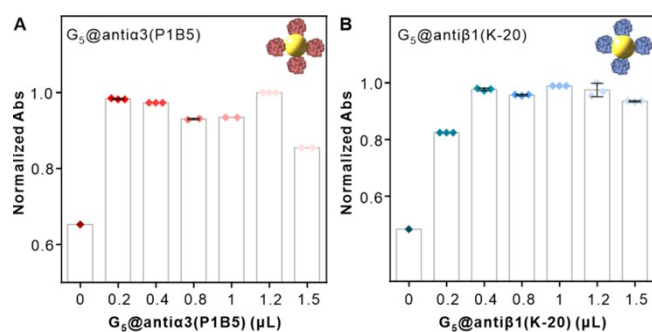 A
G₅@antiα3(P1B5)
Normalized Abs
1.0
0.8
0.6
0 0.2 0.4 0.8 1 1.2 1.5
G₅@antiα3(P1B5) (µL)
B
G₅@antiβ1(K-20)
Normalized Abs
1.0
0.8
0.6
0 0.2 0.4 0.8 1 1.2 1.5
G₅@antiβ1(K-20) (µL)